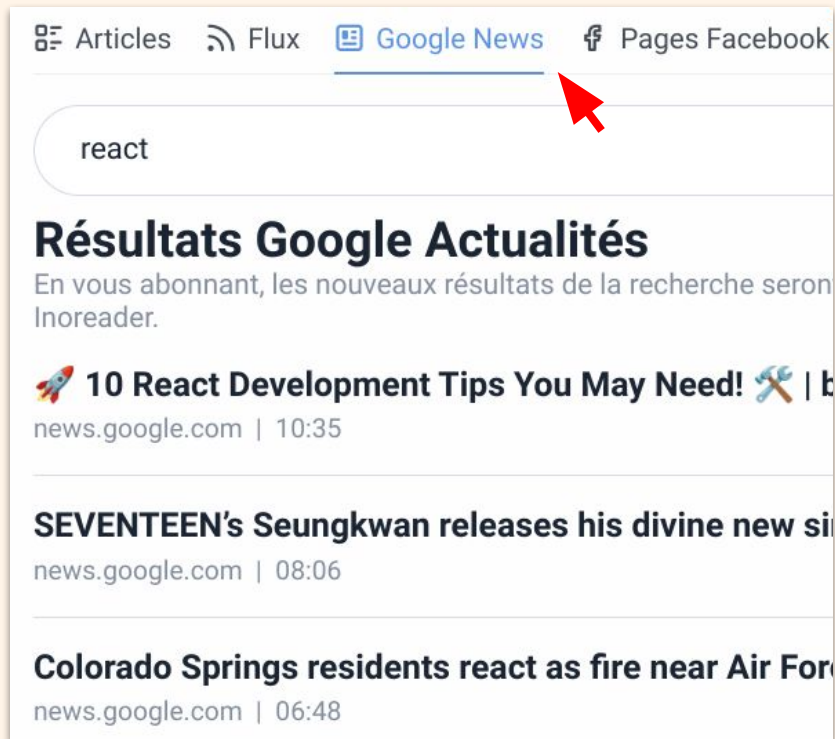 Articles Flux Google News Pages Facebook
react
Résultats Google Actualités
En vous abonnant, les nouveaux résultats de la recherche seron
Inoreader.
🚀 10 React Development Tips You May Need! 🛠️ | b
news.google.com | 10:35
SEVENTEEN’s Seungkwan releases his divine new si
news.google.com | 08:06
Colorado Springs residents react as fire near Air For
news.google.com | 06:48